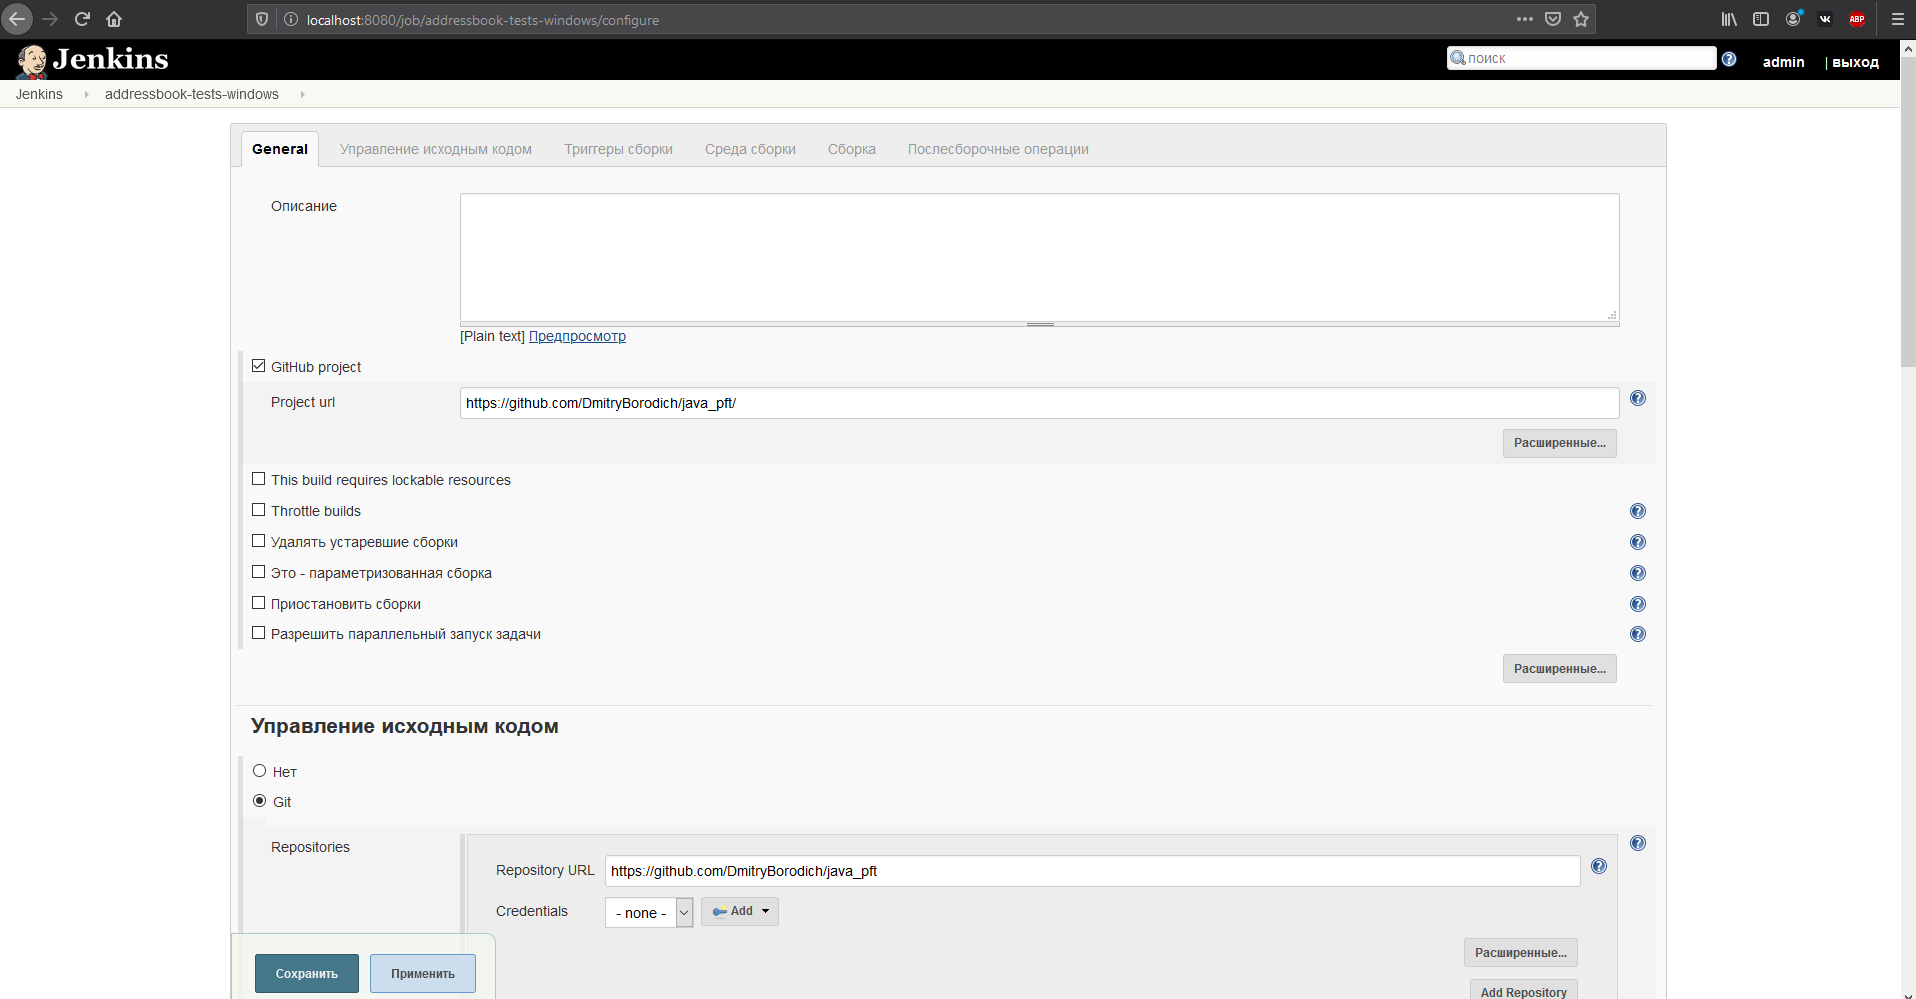 localhost:8080/job/addressbook-tests-windows/configure
ABP
Jenkins
поиск
admin
| выход
Jenkins
addressbook-tests-windows
General
Управление исходным кодом
Триггеры сборки
Среда сборки
Сборка
Послесборочные операции
Описание
[Plain text] Предпросмотр
GitHub project
Project url
https://github.com/DmitryBorodich/java_pft/
Расширенные...
This build requires lockable resources
Throttle builds
Удалять устаревшие сборки
Это - параметризованная сборка
Приостановить сборки
Разрешить параллельный запуск задачи
Расширенные...
Управление исходным кодом
Нет
Git
Repositories
Repository URL
https://github.com/DmitryBorodich/java_pft
Credentials
- none -
Add
Расширенные...
Add Repository
Сохранить
Применить